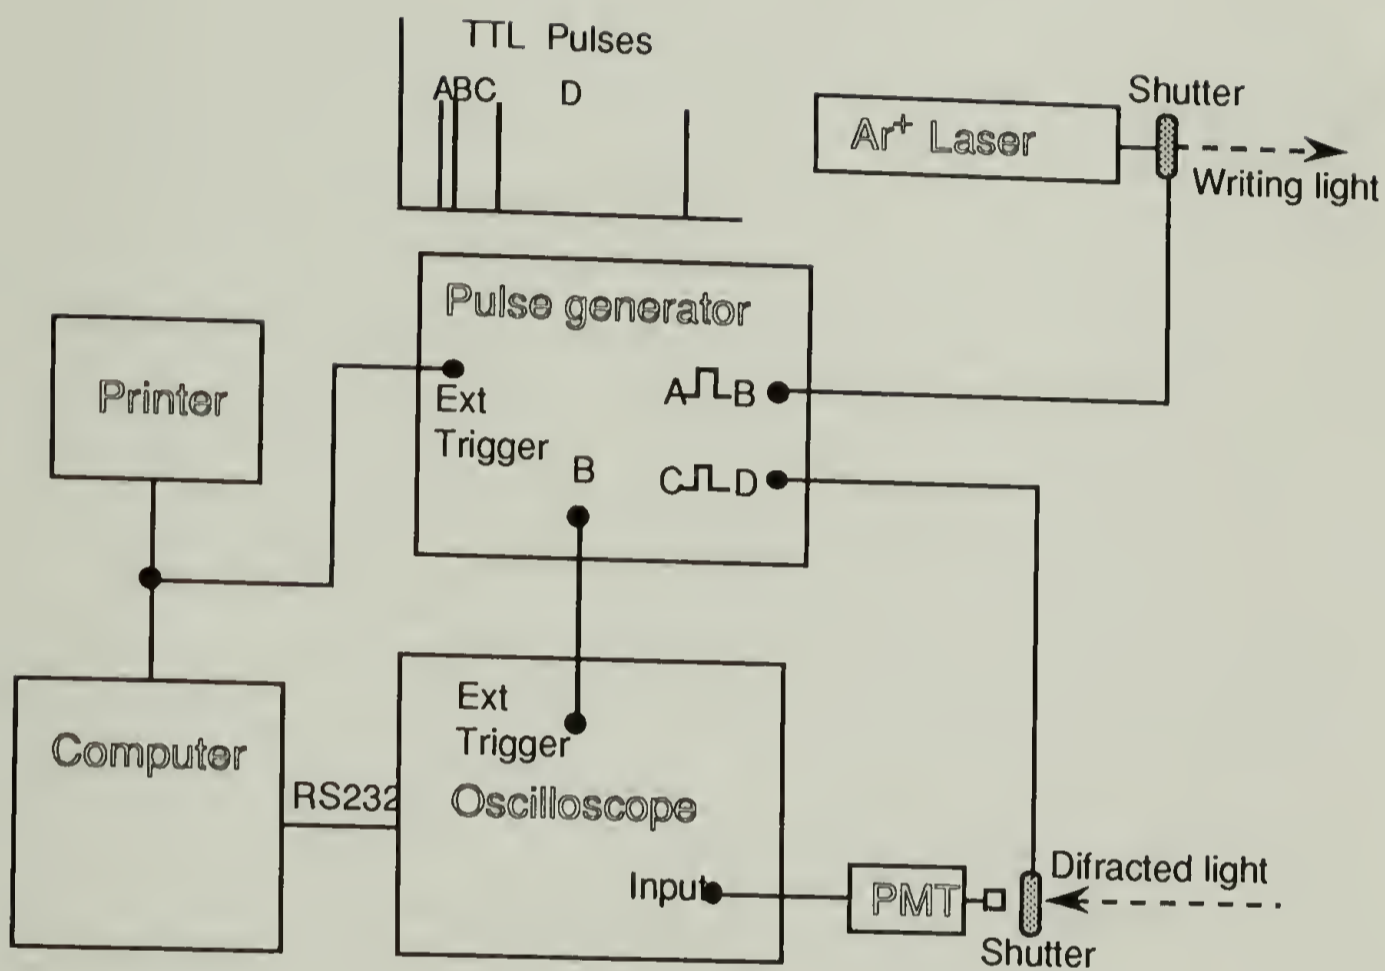 TTL Pulses
ABC D
Ar+ Laser
Shutter
Writing light
Pulse generator
Ext
Trigger
A B
B
C D
Printer
Computer
RS232
Ext
Trigger
Oscilloscope
Input
PMT
Difracted light
Shutter